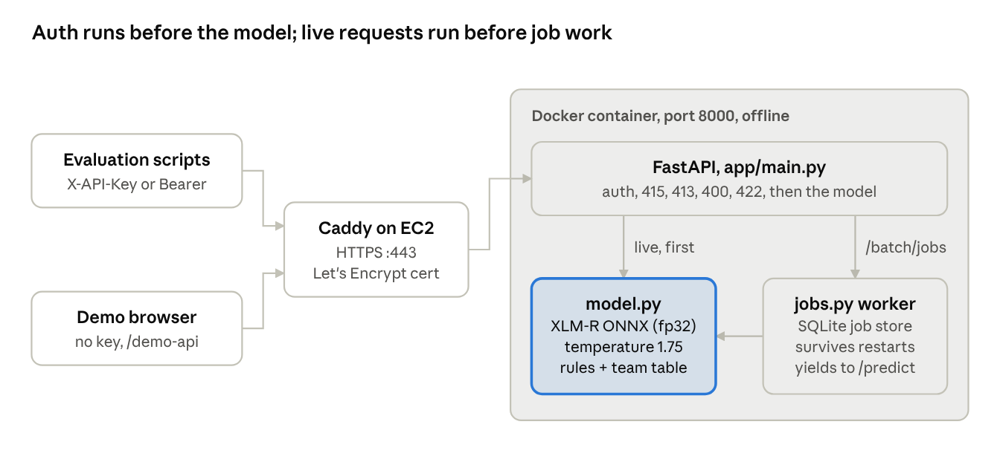 Auth runs before the model; live requests run before job work
Evaluation scripts
X-API-Key or Bearer
Demo browser
no key, /demo-api
Caddy on EC2
HTTPS :443
Let's Encrypt cert
Docker container, port 8000, offline
FastAPI, app/main.py
auth, 415, 413, 400, 422, then the model
live, first
/batch/jobs
model.py
XLM-R ONNX (fp32)
temperature 1.75
rules + team table
jobs.py worker
SQLite job store
survives restarts
yields to /predict